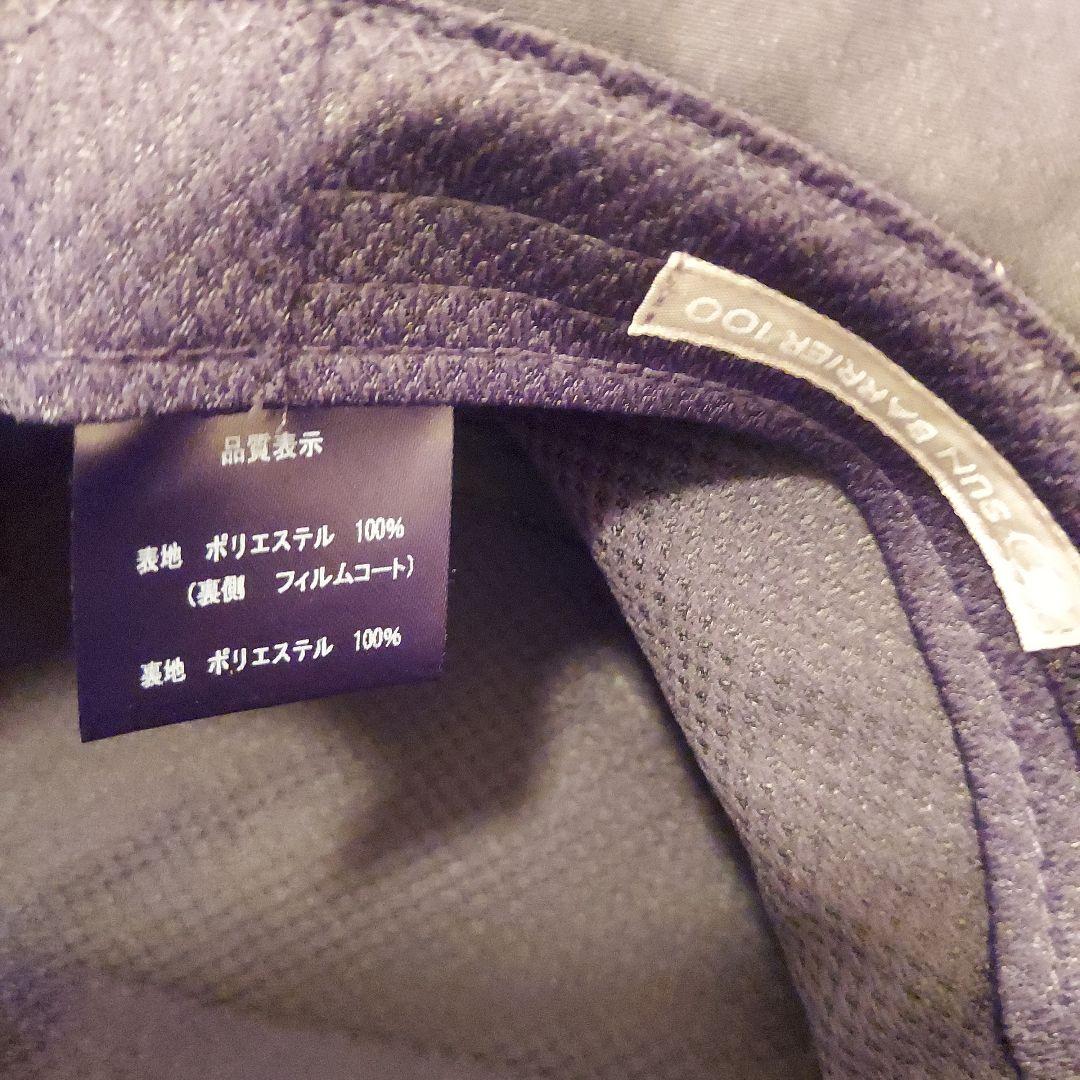 品質表示
表地 ポリエステル 100%
(裏側 フィルムコート)
裏地 ポリエステル 100%
SUN BARRIER 100